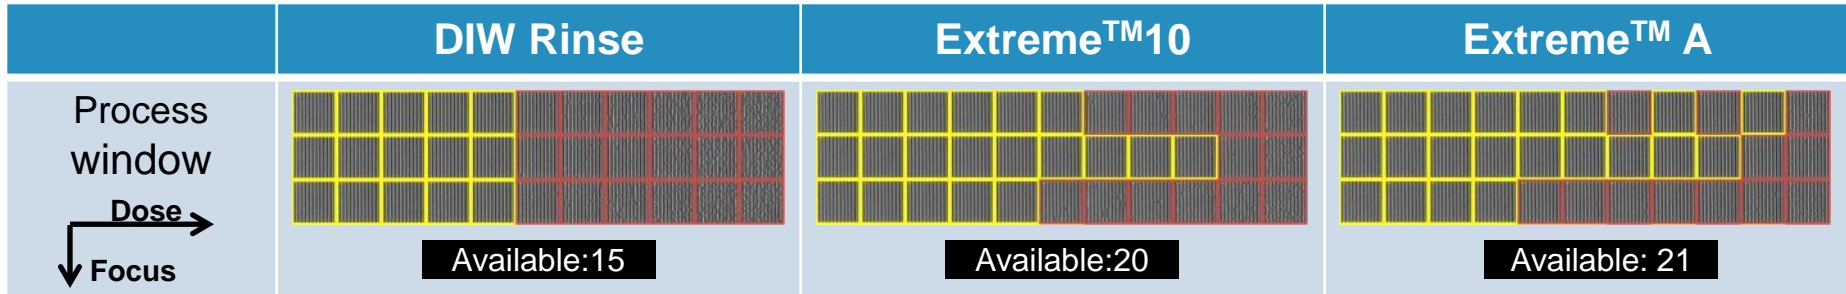 DIW Rinse
Extreme™10
Extreme™ A
Process
window
Dose
Focus
Available:15
Available:20
Available: 21